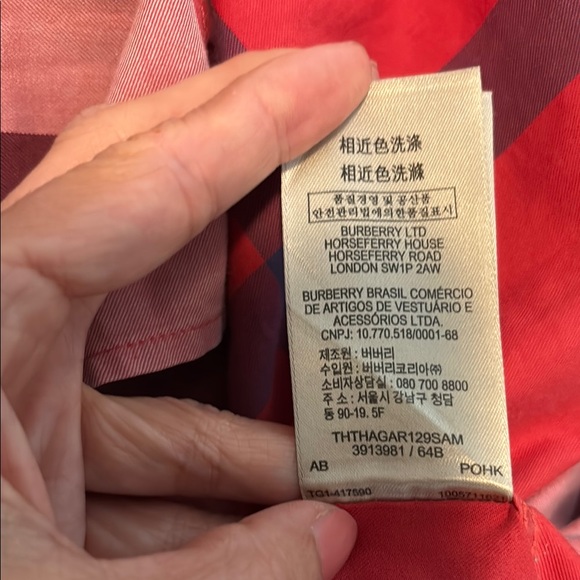 相近色洗涤
相近色洗滌
품질경영 및 공산품
안전관리법에의한품질표시
BURBERRY LTD
HORSEFERRY HOUSE
HORSEFERRY ROAD
LONDON SW1P 2AW
BURBERRY BRASIL COMÉRCIO
DE ARTIGOS DE VESTUÁRIO E
ACESSÓRIOS LTDA.
CNPJ: 10.770.518/0001-68
제조원 : 버버리
수입원 : 버버리코리아㈜
소비자상담실 : 080 700 8800
주 소 : 서울시 강남구 청담
동 90-19. 5F
THTHAGAR129SAM
3913981 / 64B
AB POHK
TG1-417590